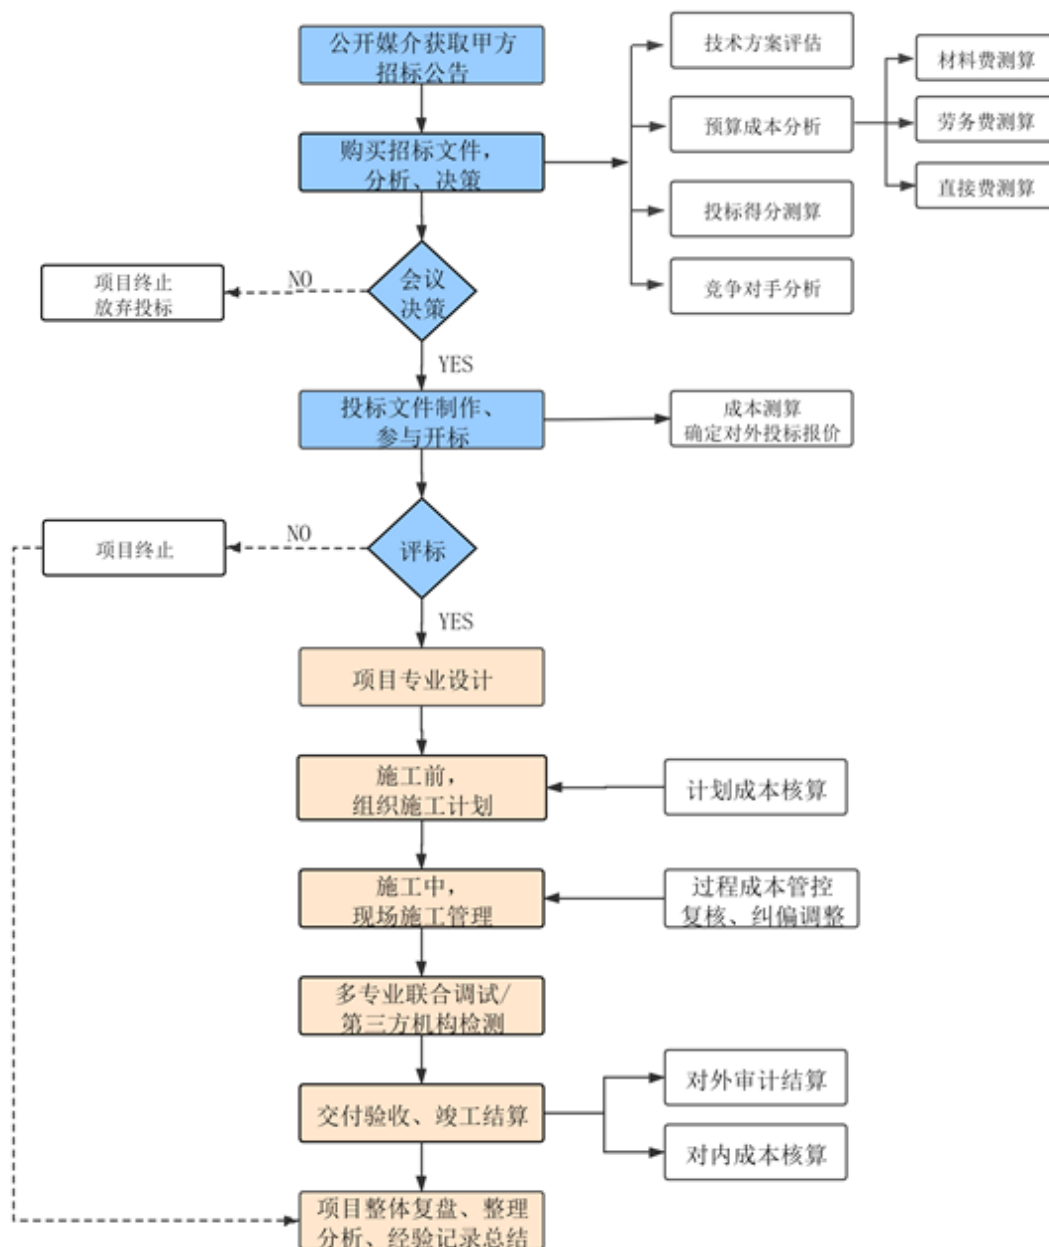 公开媒介获取甲方
招标公告
技术方案评估
材料费测算
预算成本分析
劳务费测算
购买招标文件，
分析、决策
直接费测算
投标得分测算
竞争对手分析
会议
决策
NO
项目终止
放弃投标
YES
投标文件制作、
参与开标
成本测算
确定对外投标报价
评标
NO
项目终止
YES
项目专业设计
施工前，
组织施工计划
计划成本核算
施工中，
现场施工管理
过程成本管控
复核、纠偏调整
多专业联合调试/
第三方机构检测
对外审计结算
交付验收、竣工结算
对内成本核算
项目整体复盘、整理
分析、经验记录总结